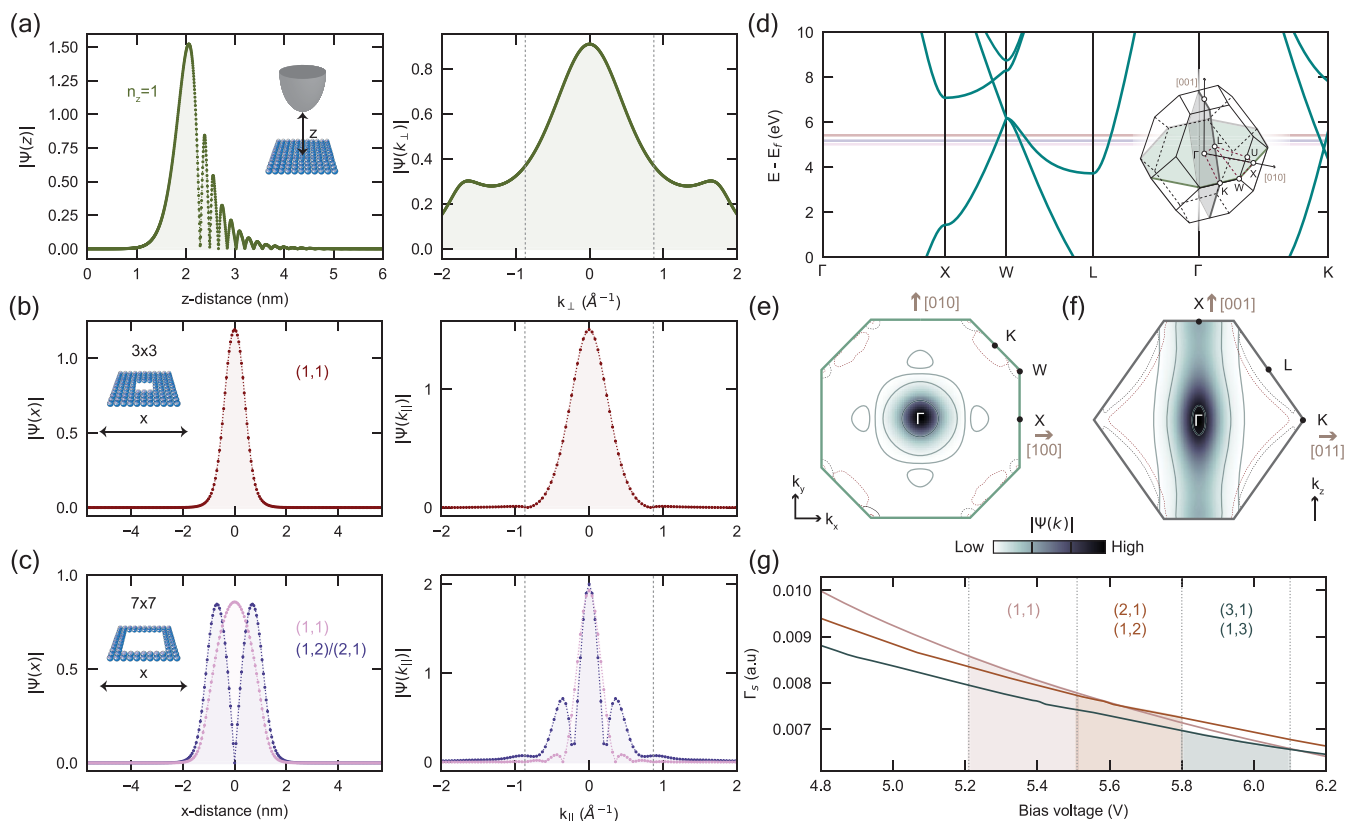 (a)
1.50
1.25
1.00
0.75
0.50
0.25
0.00
|Ψ(z)|
n_z=1
z
0 1 2 3 4 5 6
z-distance (nm)
0.8
0.6
0.4
0.2
0.0
|Ψ(k_⊥)|
−2 −1 0 1 2
k_⊥ (Å⁻¹)
(b)
1.0
0.5
0.0
|Ψ(x)|
3x3
x
(1,1)
−4 −2 0 2 4
1
0
|Ψ(k_||)|
−2 −1 0 1 2
(c)
1.0
0.5
0.0
|Ψ(x)|
7x7
x
(1,1)
(1,2)/(2,1)
−4 −2 0 2 4
x-distance (nm)
2
1
0
|Ψ(k_||)|
−2 −1 0 1 2
k_|| (Å⁻¹)
(d)
10
8
6
4
2
0
E - E_f (eV)
Γ X W L Γ K
[001]
Γ
L
U
X
K
W
[010]
(e)
[010]
K
W
X
[100]
Γ
k_y
k_x
(f)
X [001]
L
K
[011]
Γ
k_z
|Ψ(k)|
Low High
(g)
0.010
0.009
0.008
0.007
Γ_s (a.u)
(1,1)
(2,1)
(1,2)
(3,1)
(1,3)
4.8 5.0 5.2 5.4 5.6 5.8 6.0 6.2
Bias voltage (V)